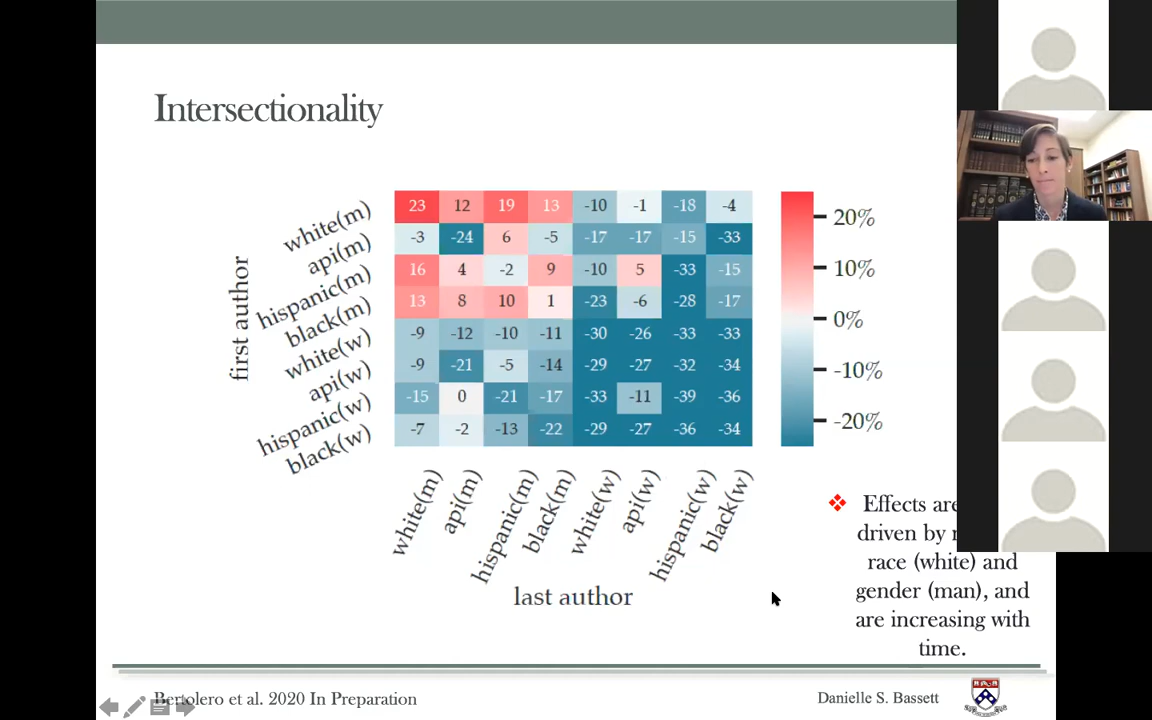 Intersectionality
first author
white(m) 23 12 19 13 -10 -1 -18 -4
api(m) -3 -24 6 -5 -17 -17 -15 -33
hispanic(m) 16 4 -2 9 -10 5 -33 -15
black(m) 13 8 10 1 -23 -6 -28 -17
white(w) -9 -12 -10 -11 -30 -26 -33 -33
api(w) -9 -21 -5 -14 -29 -27 -32 -34
hispanic(w) -15 0 -21 -17 -33 -11 -39 -36
black(w) -7 -2 -13 -22 -29 -27 -36 -34
white(m) api(m) hispanic(m) black(m) white(w) api(w) hispanic(w) black(w)
last author
20%
10%
0%
-10%
-20%
❖ Effects are
driven by
race (white) and
gender (man), and
are increasing with
time.
Bertolero et al. 2020 In Preparation
Danielle S. Bassett